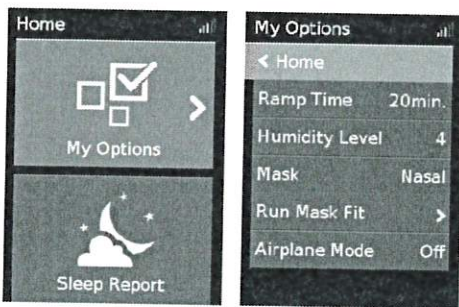 Home
My Options
Sleep Report
My Options
< Home
Ramp Time 20min.
Humidity Level 4
Mask Nasal
Run Mask Fit >
Airplane Mode Off